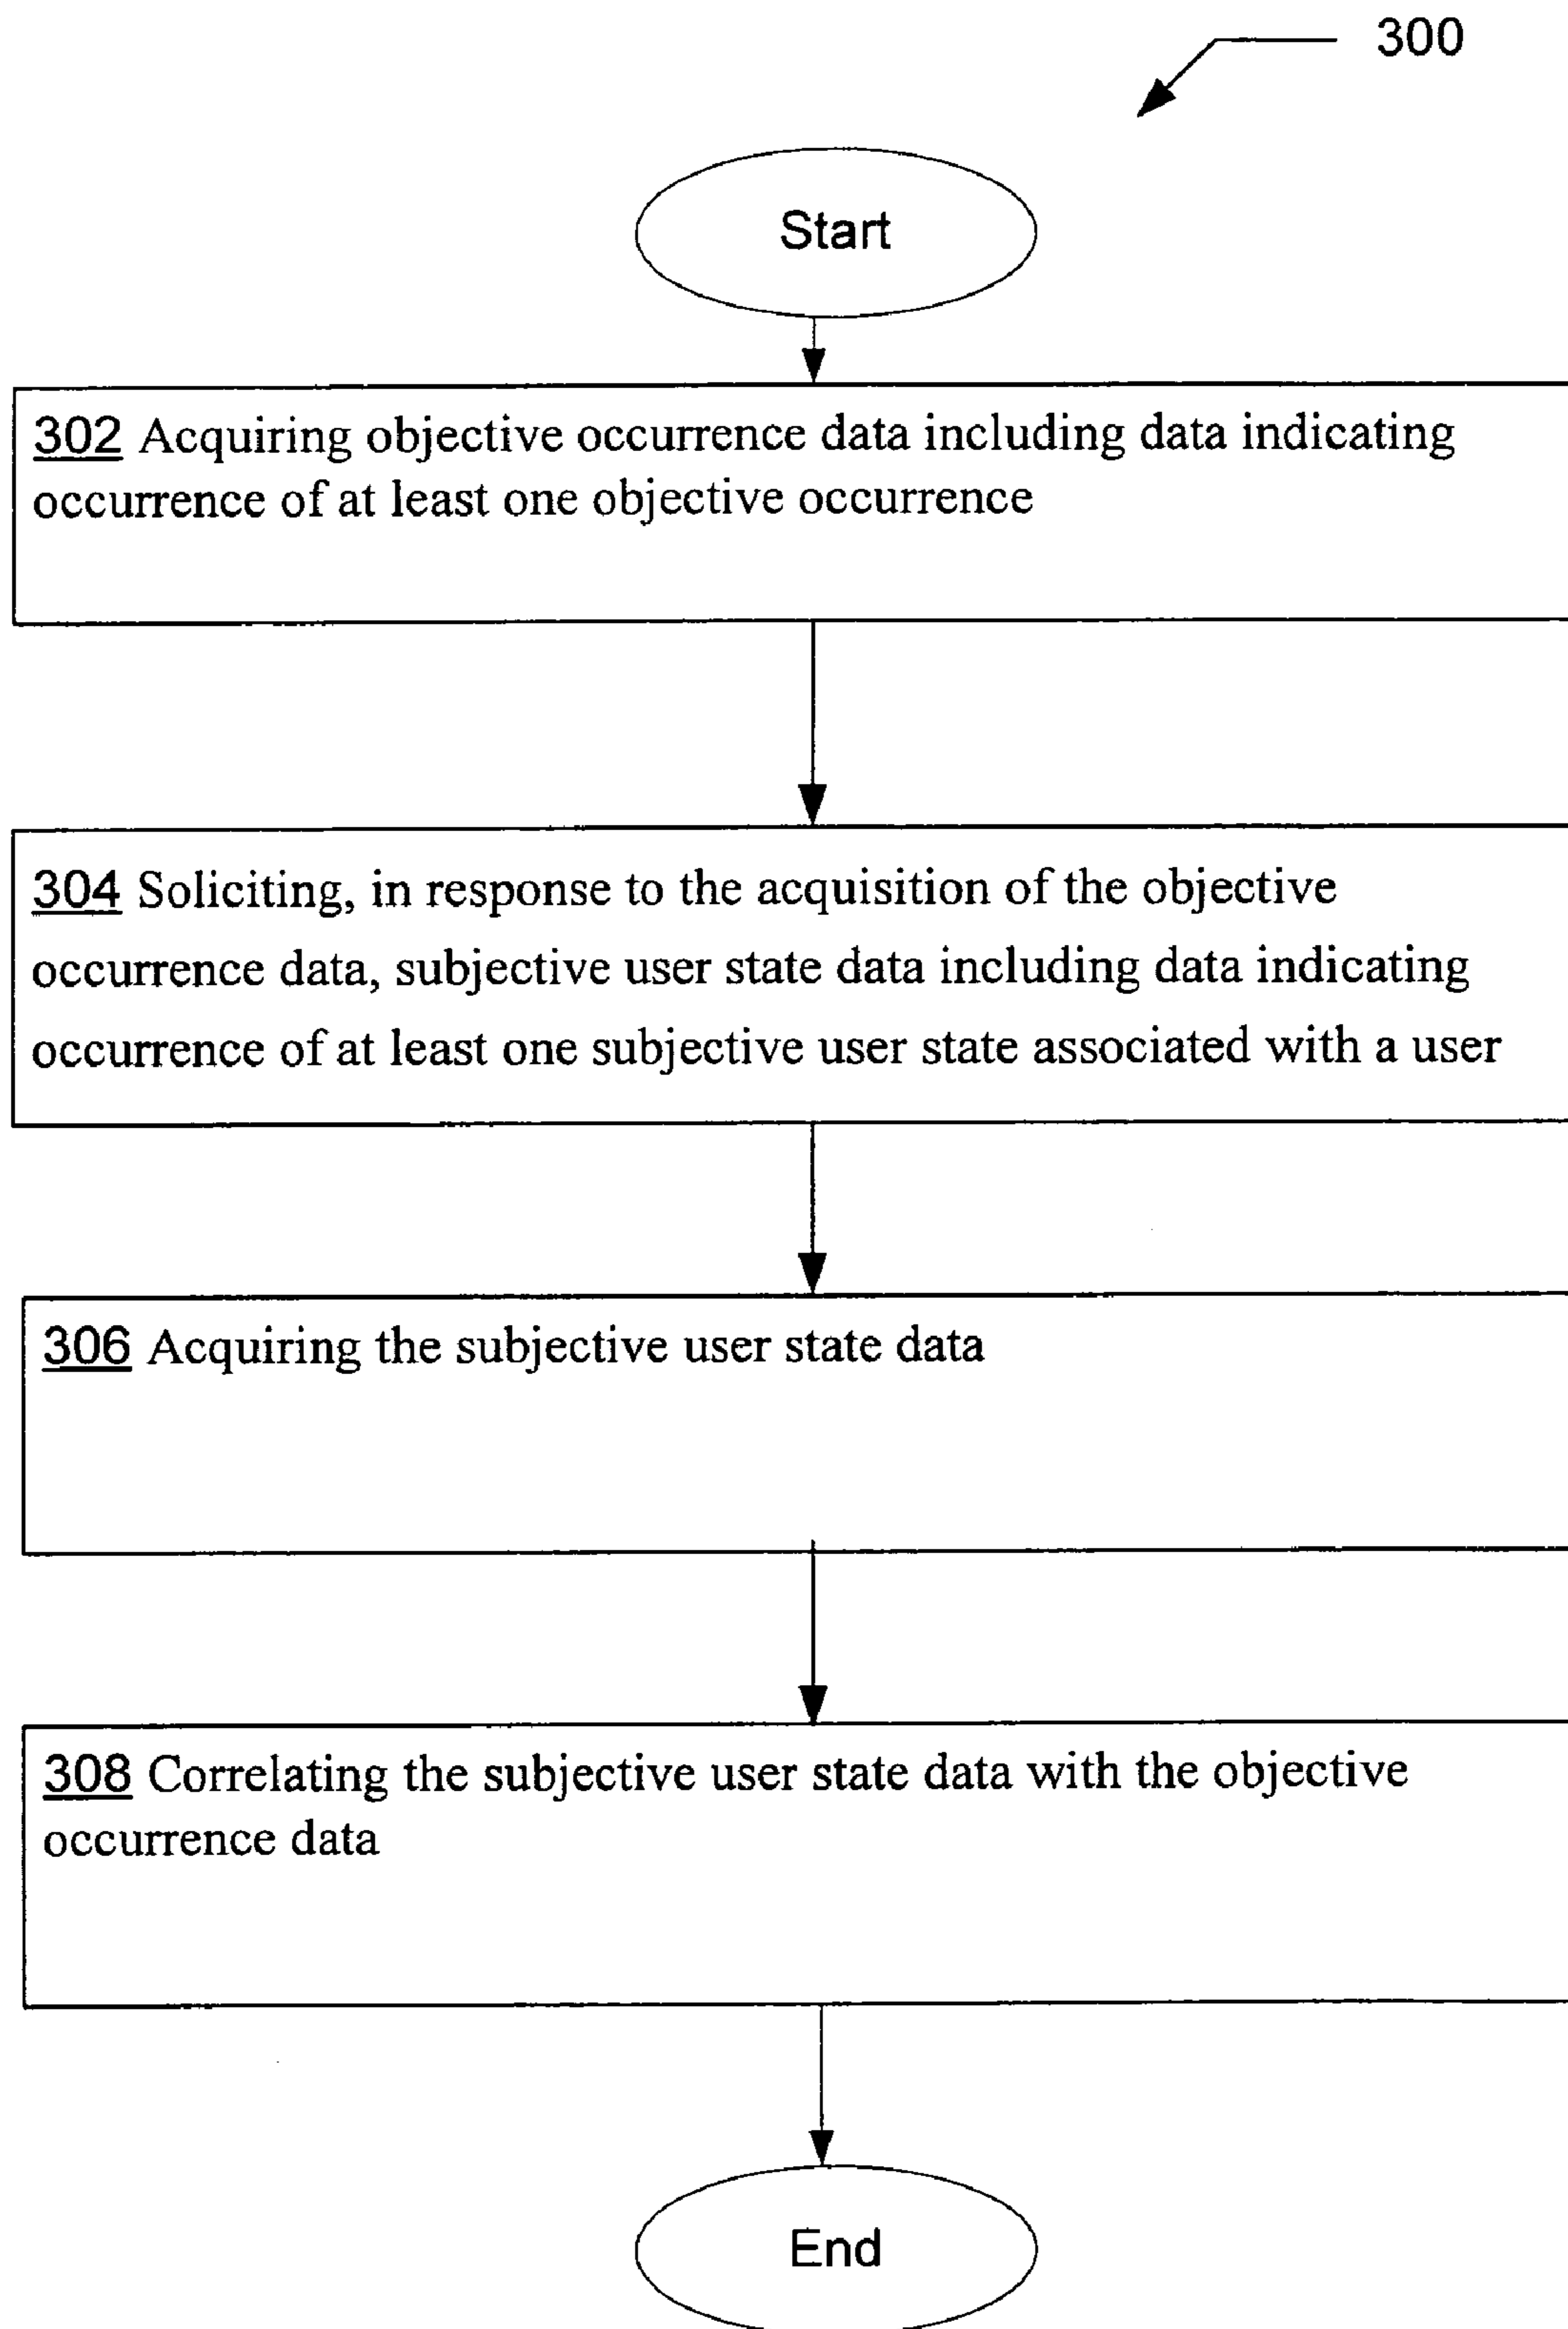 300
Start
302 Acquiring objective occurrence data including data indicating
occurrence of at least one objective occurrence
304 Soliciting, in response to the acquisition of the objective
occurrence data, subjective user state data including data indicating
occurrence of at least one subjective user state associated with a user
306 Acquiring the subjective user state data
308 Correlating the subjective user state data with the objective
occurrence data
End